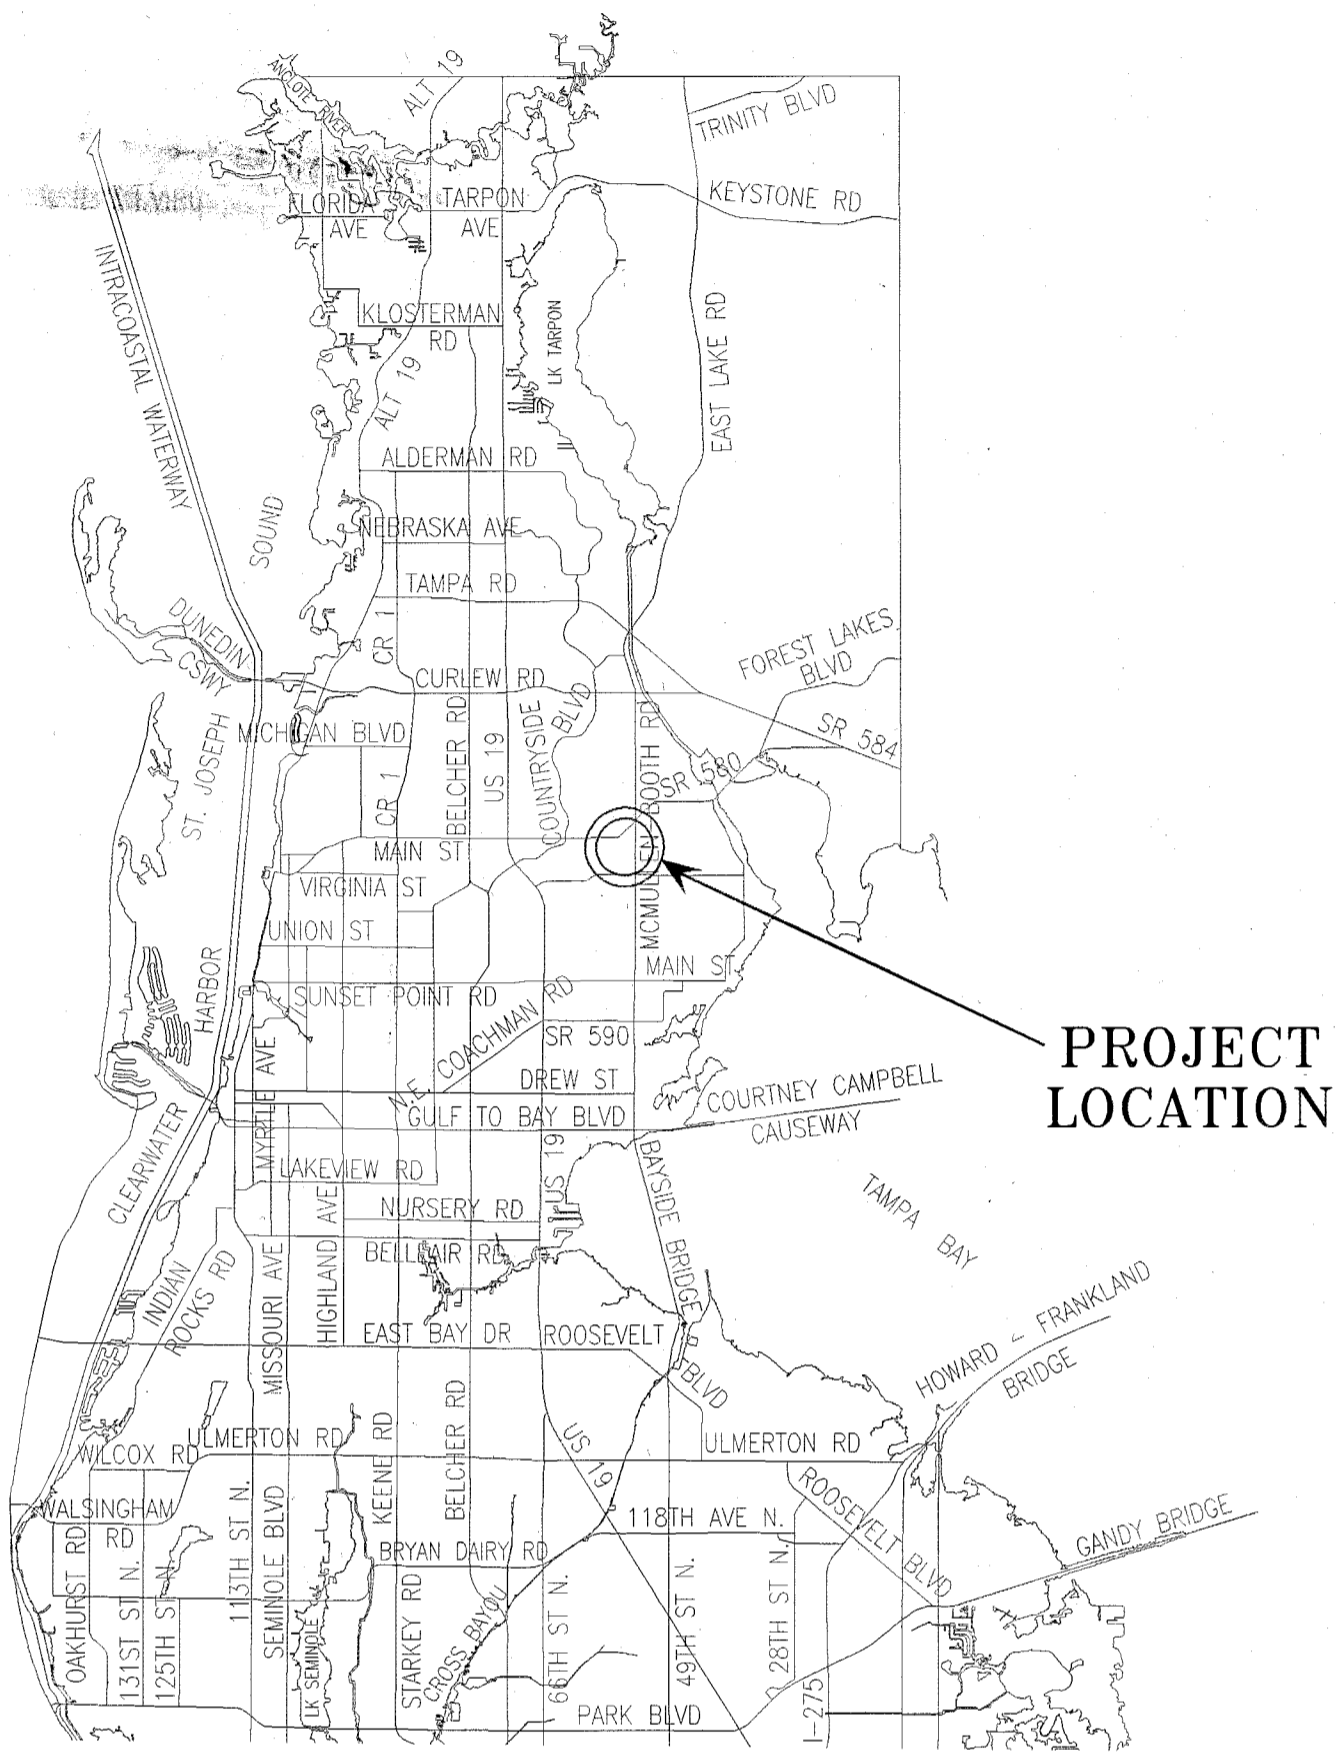 ANCLOTE RIVER
ALT 19
TRINITY BLVD
KEYSTONE RD
FLORIDA
AVE
TARPON
AVE
INTRACOASTAL WATERWAY
KLOSTERMAN
RD
LK TARPON
EAST LAKE RD
ALT 19
ALDERMAN RD
SOUND
NEBRASKA AVE
TAMPA RD
DUNEDIN
CSWY
CR 1
FOREST LAKES
BLVD
CURLEW RD
ST. JOSEPH
MICHIGAN BLVD
BELCHER RD
US 19
COUNTRYSIDE
BLVD
MCMULLEN BOOTH RD
SR 584
SR 580
CR 1
MAIN ST
VIRGINIA ST
UNION ST
HARBOR
MAIN ST
SUNSET POINT RD
N.E. COACHMAN RD
SR 590
PROJECT
LOCATION
MYRTLE AVE
DREW ST
COURTNEY CAMPBELL
CAUSEWAY
GULF TO BAY BLVD
CLEARWATER
LAKEVIEW RD
US 19
BAYSIDE BRIDGE
TAMPA
BAY
NURSERY RD
HIGHLAND AVE
BELLEAIR RD
INDIAN
ROCKS RD
MISSOURI AVE
EAST BAY DR
ROOSEVELT
BLVD
HOWARD - FRANKLAND
BRIDGE
ULMERTON RD
WILCOX RD
KEENE RD
BELCHER RD
US 19
ULMERTON RD
WALSINGHAM
RD
113TH ST N.
SEMINOLE BLVD
118TH AVE N.
ROOSEVELT BLVD
GANDY BRIDGE
BRYAN DAIRY RD
OAKHURST RD
131ST ST N.
125TH ST N.
LK SEMINOLE
STARKEY RD
CROSS BAYOU
66TH ST N.
49TH ST N.
28TH ST N.
I-275
PARK BLVD